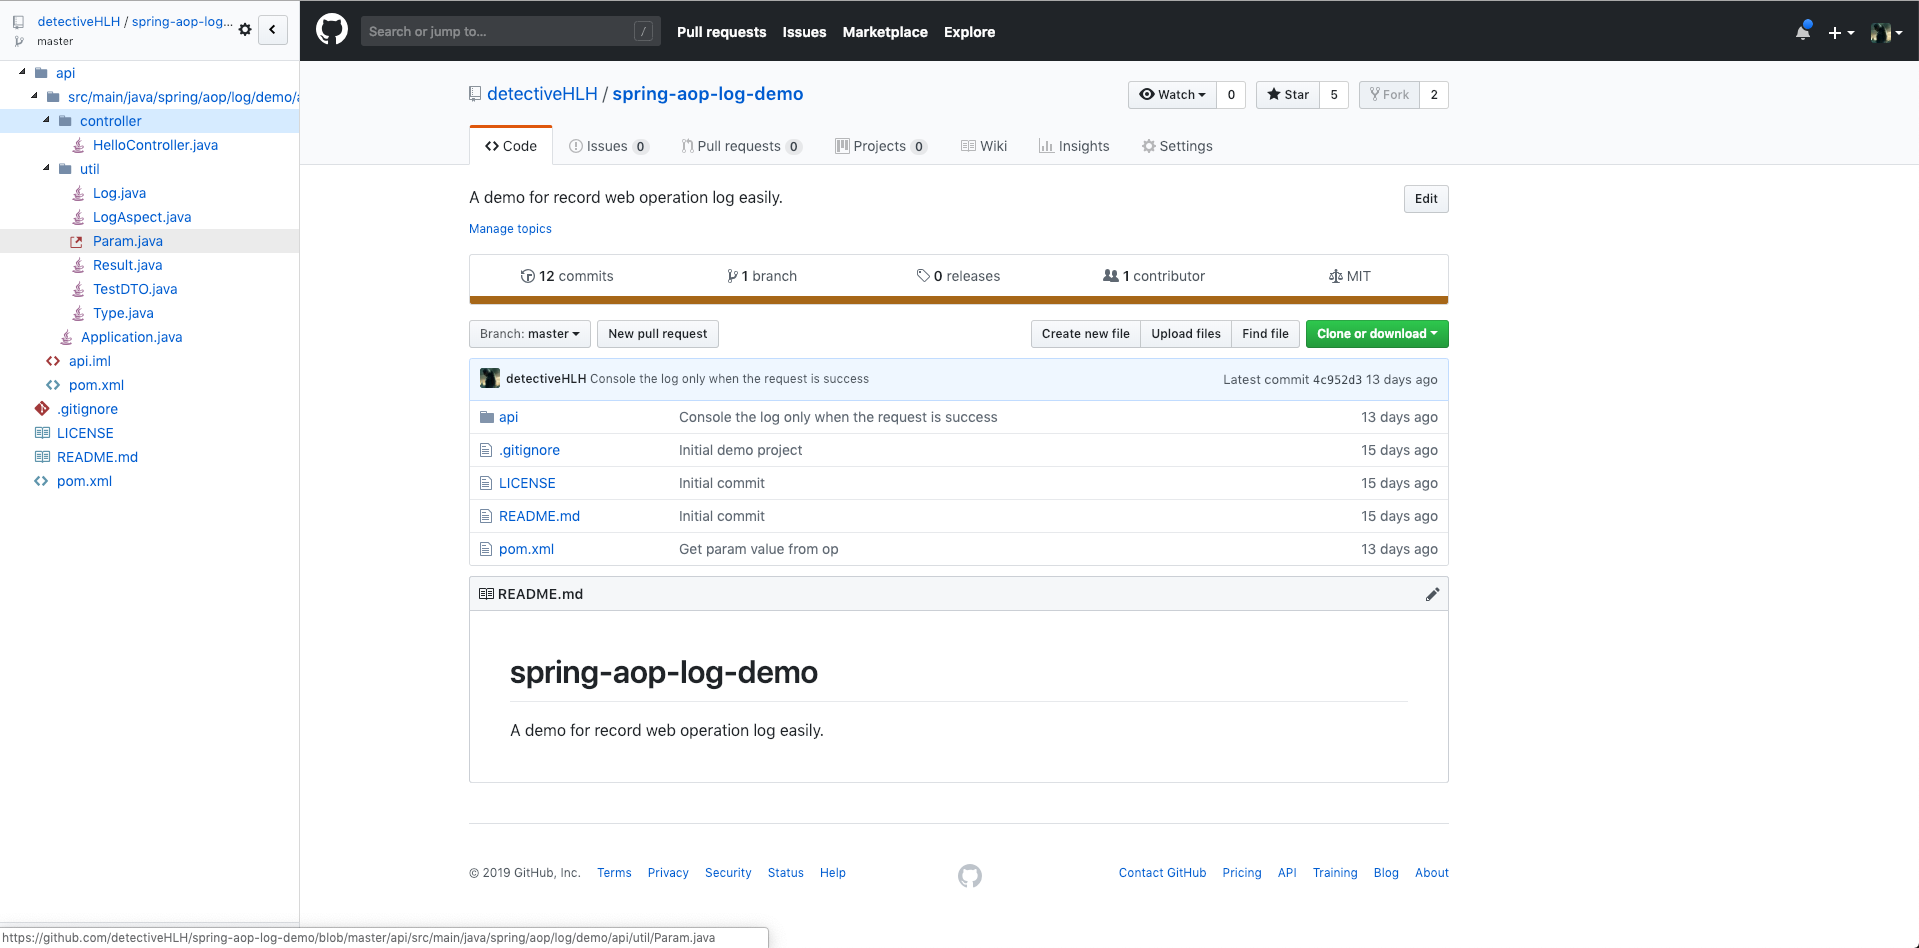 detectiveHLH / spring-aop-log...
master
api
src/main/java/spring/aop/log/demo/a
controller
HelloController.java
util
Log.java
LogAspect.java
Param.java
Result.java
TestDTO.java
Type.java
Application.java
api.iml
pom.xml
.gitignore
LICENSE
README.md
pom.xml
Search or jump to... / Pull requests Issues Marketplace Explore
detectiveHLH / spring-aop-log-demo
Watch 0 Star 5 Fork 2
Code Issues 0 Pull requests 0 Projects 0 Wiki Insights Settings
A demo for record web operation log easily. Edit
Manage topics
12 commits 1 branch 0 releases 1 contributor MIT
Branch: master New pull request Create new file Upload files Find file Clone or download
detectiveHLH Console the log only when the request is success Latest commit 4c952d3 13 days ago
api Console the log only when the request is success 13 days ago
.gitignore Initial demo project 15 days ago
LICENSE Initial commit 15 days ago
README.md Initial commit 15 days ago
pom.xml Get param value from op 13 days ago
README.md
spring-aop-log-demo
A demo for record web operation log easily.
© 2019 GitHub, Inc. Terms Privacy Security Status Help Contact GitHub Pricing API Training Blog About
https://github.com/detectiveHLH/spring-aop-log-demo/blob/master/api/src/main/java/spring/aop/log/demo/api/util/Param.java